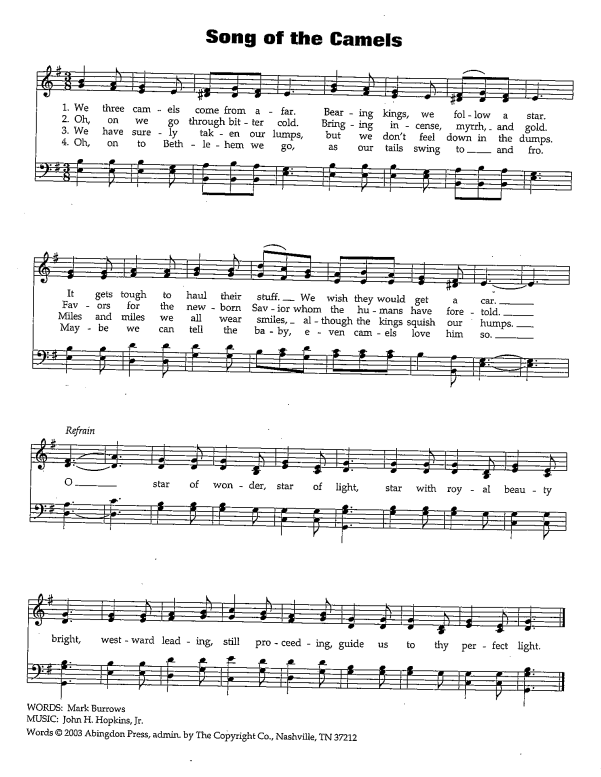 Song of the Camels
1. We three cam - els come from a - far. Bear - ing kings, we fol - low a star.
2. Oh, on we go through bit - ter cold. Bring - ing in - cense, myrrh, and gold.
3. We have sure - ly tak - en our lumps, but we don't feel down in the dumps.
4. Oh, on to Beth - le - hem we go, as our tails swing to ___ and fro.
It gets tough to haul their stuff. __ We wish they would get a car. ____
Fav - ors for the new - born Sav - ior whom the hu - mans have fore - told. ____
Miles and miles we all wear smiles, _ al - though the kings squish our humps. ___
May - be we can tell the ba - by, e - ven cam - els love him so. ____
Refrain
O _____ star of won - der, star of light, star with roy - al beau - ty
bright, west - ward lead - ing, still pro - ceed - ing, guide us to thy per - fect light.
WORDS: Mark Burrows
MUSIC: John H. Hopkins, Jr.
Words © 2003 Abingdon Press, admin. by The Copyright Co., Nashville, TN 37212